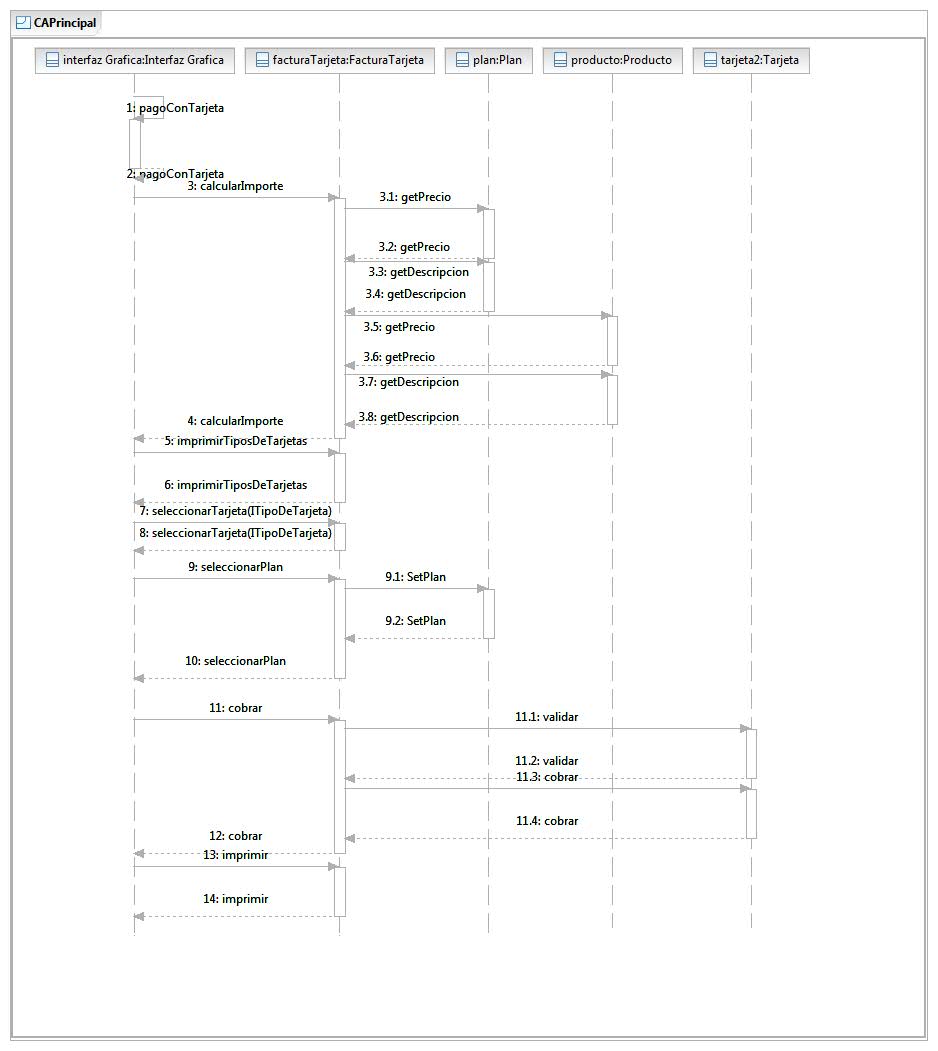 CAPrincipal
interfaz Grafica:Interfaz Grafica
facturaTarjeta:FacturaTarjeta
plan:Plan
producto:Producto
tarjeta2:Tarjeta
1: pagoConTarjeta
2: pagoConTarjeta
3: calcularImporte
3.1: getPrecio
3.2: getPrecio
3.3: getDescripcion
3.4: getDescripcion
3.5: getPrecio
3.6: getPrecio
3.7: getDescripcion
3.8: getDescripcion
4: calcularImporte
5: imprimirTiposDeTarjetas
6: imprimirTiposDeTarjetas
7: seleccionarTarjeta(ITipoDeTarjeta)
8: seleccionarTarjeta(ITipoDeTarjeta)
9: seleccionarPlan
9.1: SetPlan
9.2: SetPlan
10: seleccionarPlan
11: cobrar
11.1: validar
11.2: validar
11.3: cobrar
11.4: cobrar
12: cobrar
13: imprimir
14: imprimir